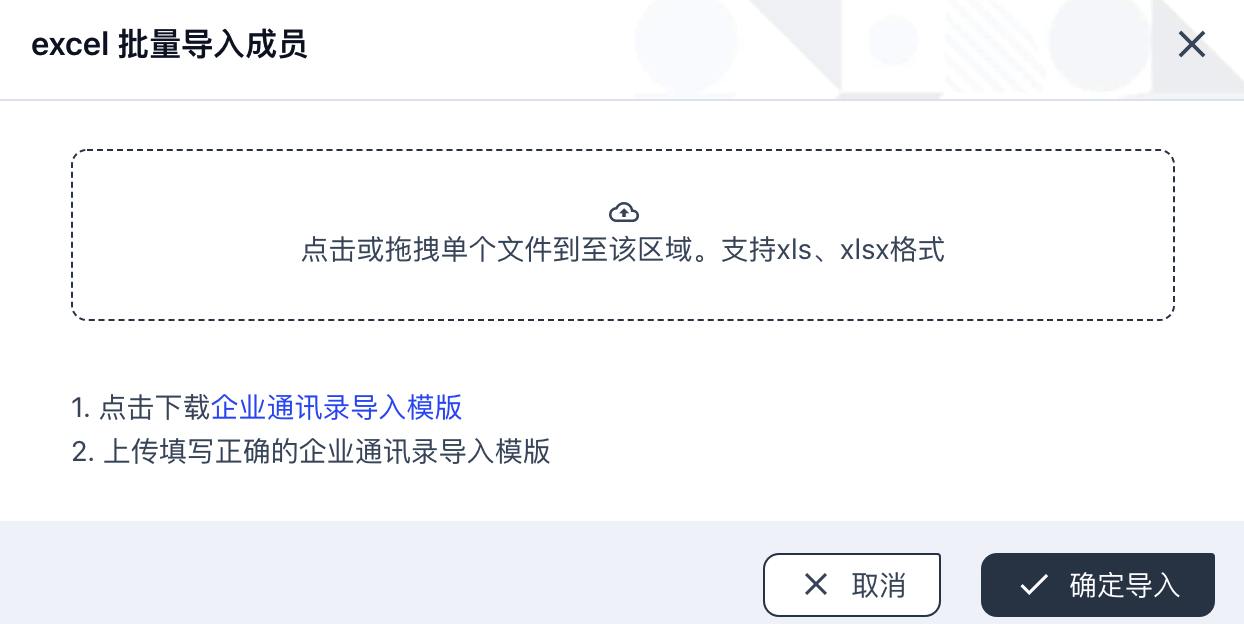 excel 批量导入成员
点击或拖拽单个文件到至该区域。支持xls、xlsx格式
1. 点击下载企业通讯录导入模版
2. 上传填写正确的企业通讯录导入模版
取消
确定导入